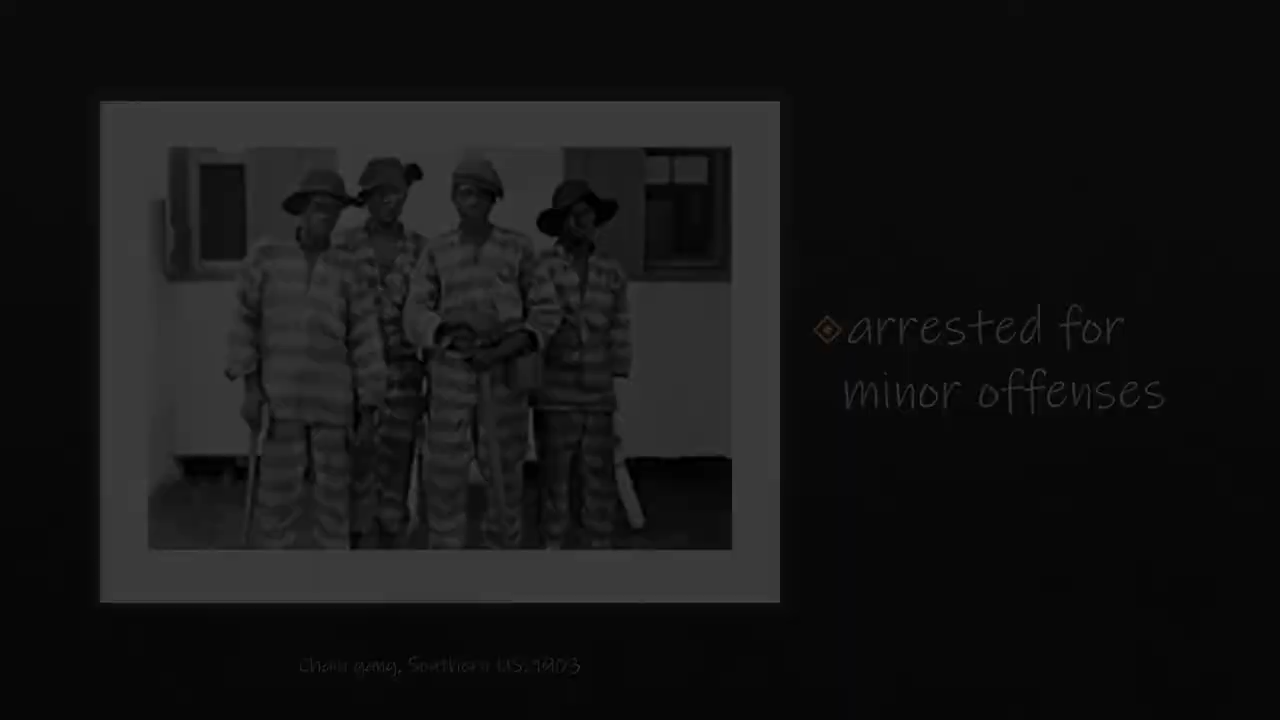 arrested for
minor offenses
Chain gang, Southern US, 1903